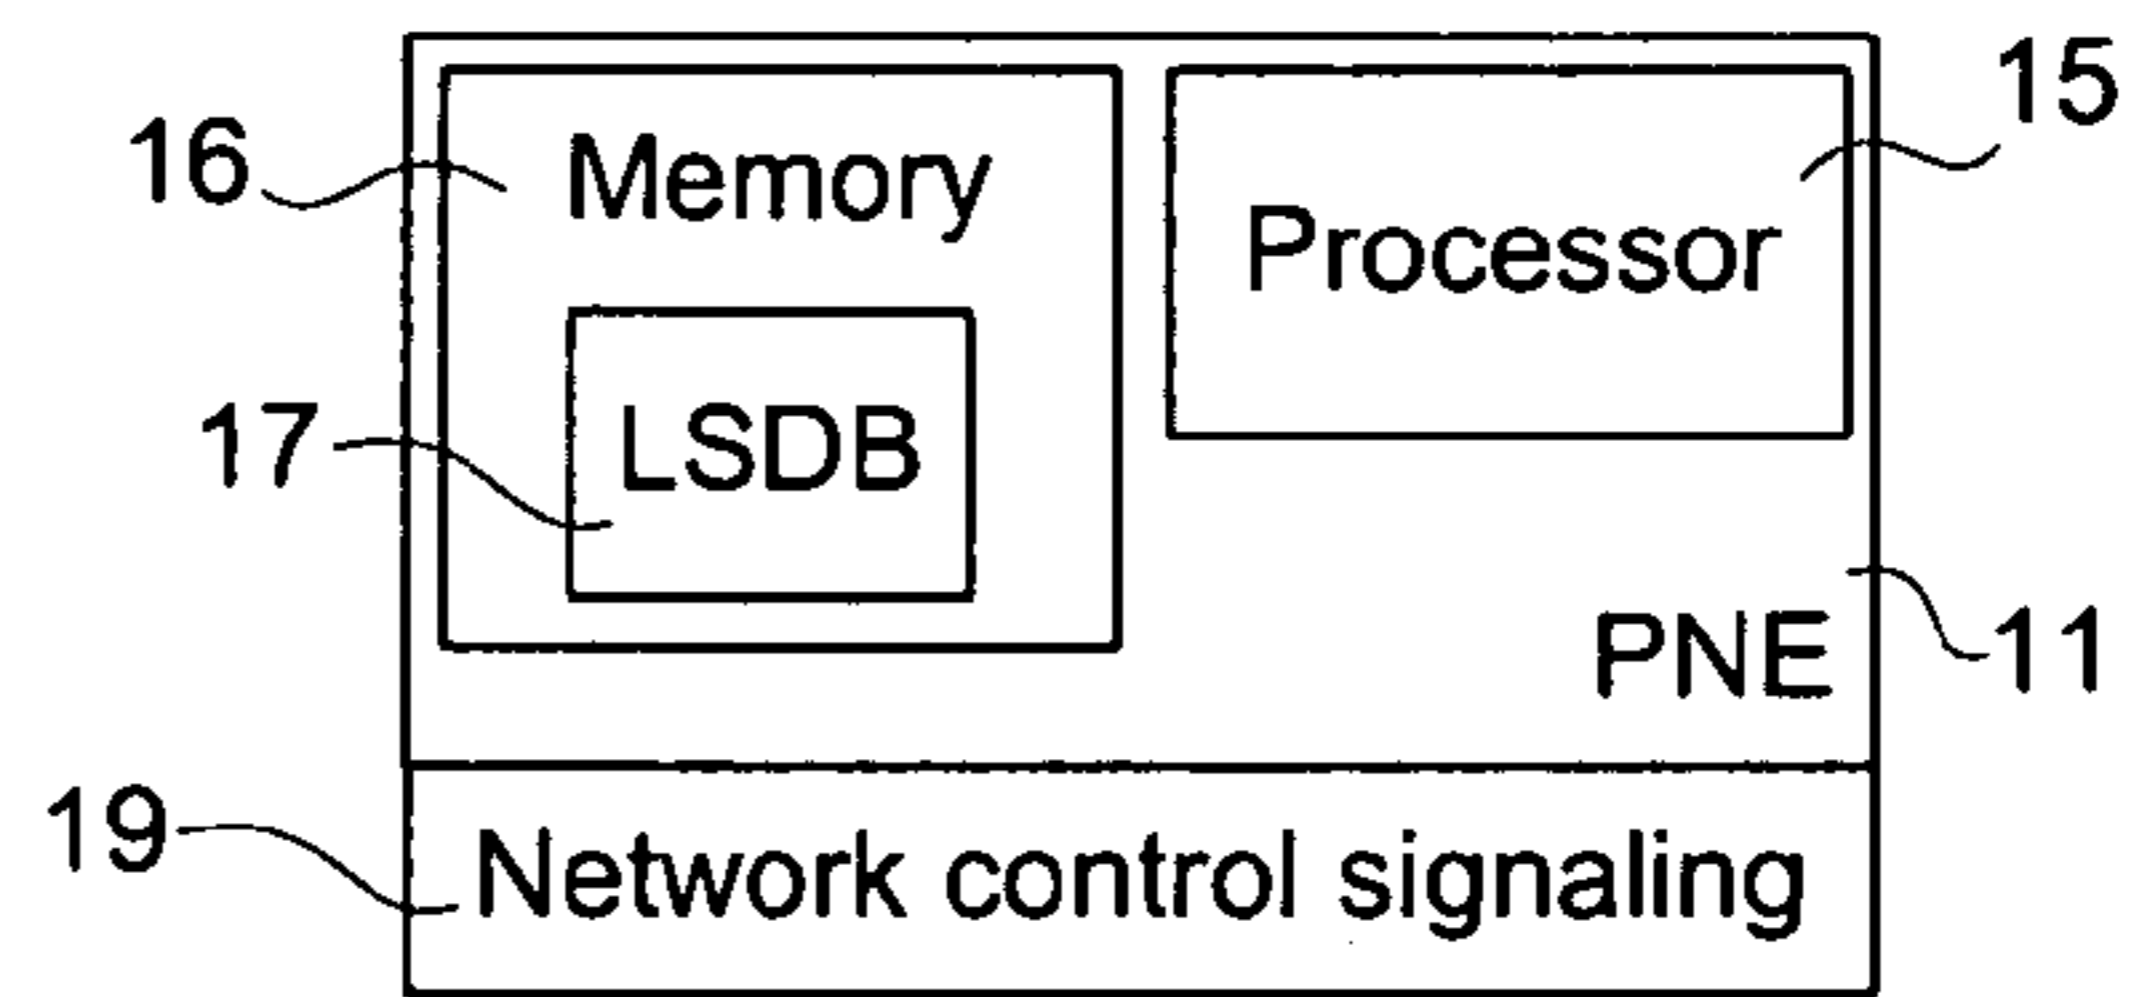 15
16
Memory
Processor
17
LSDB
PNE
11
19
Network control signaling